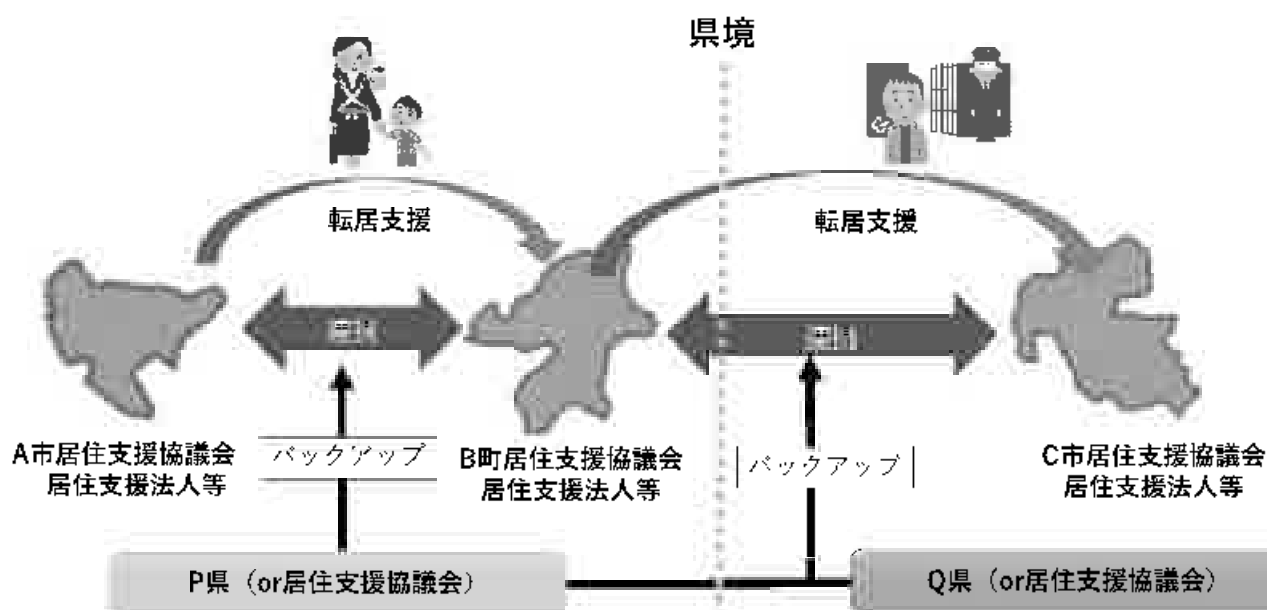 県境
転居支援
転居支援
A市居住支援協議会
居住支援法人等
バックアップ
B町居住支援協議会
居住支援法人等
バックアップ
C市居住支援協議会
居住支援法人等
P県（or居住支援協議会）
Q県（or居住支援協議会）